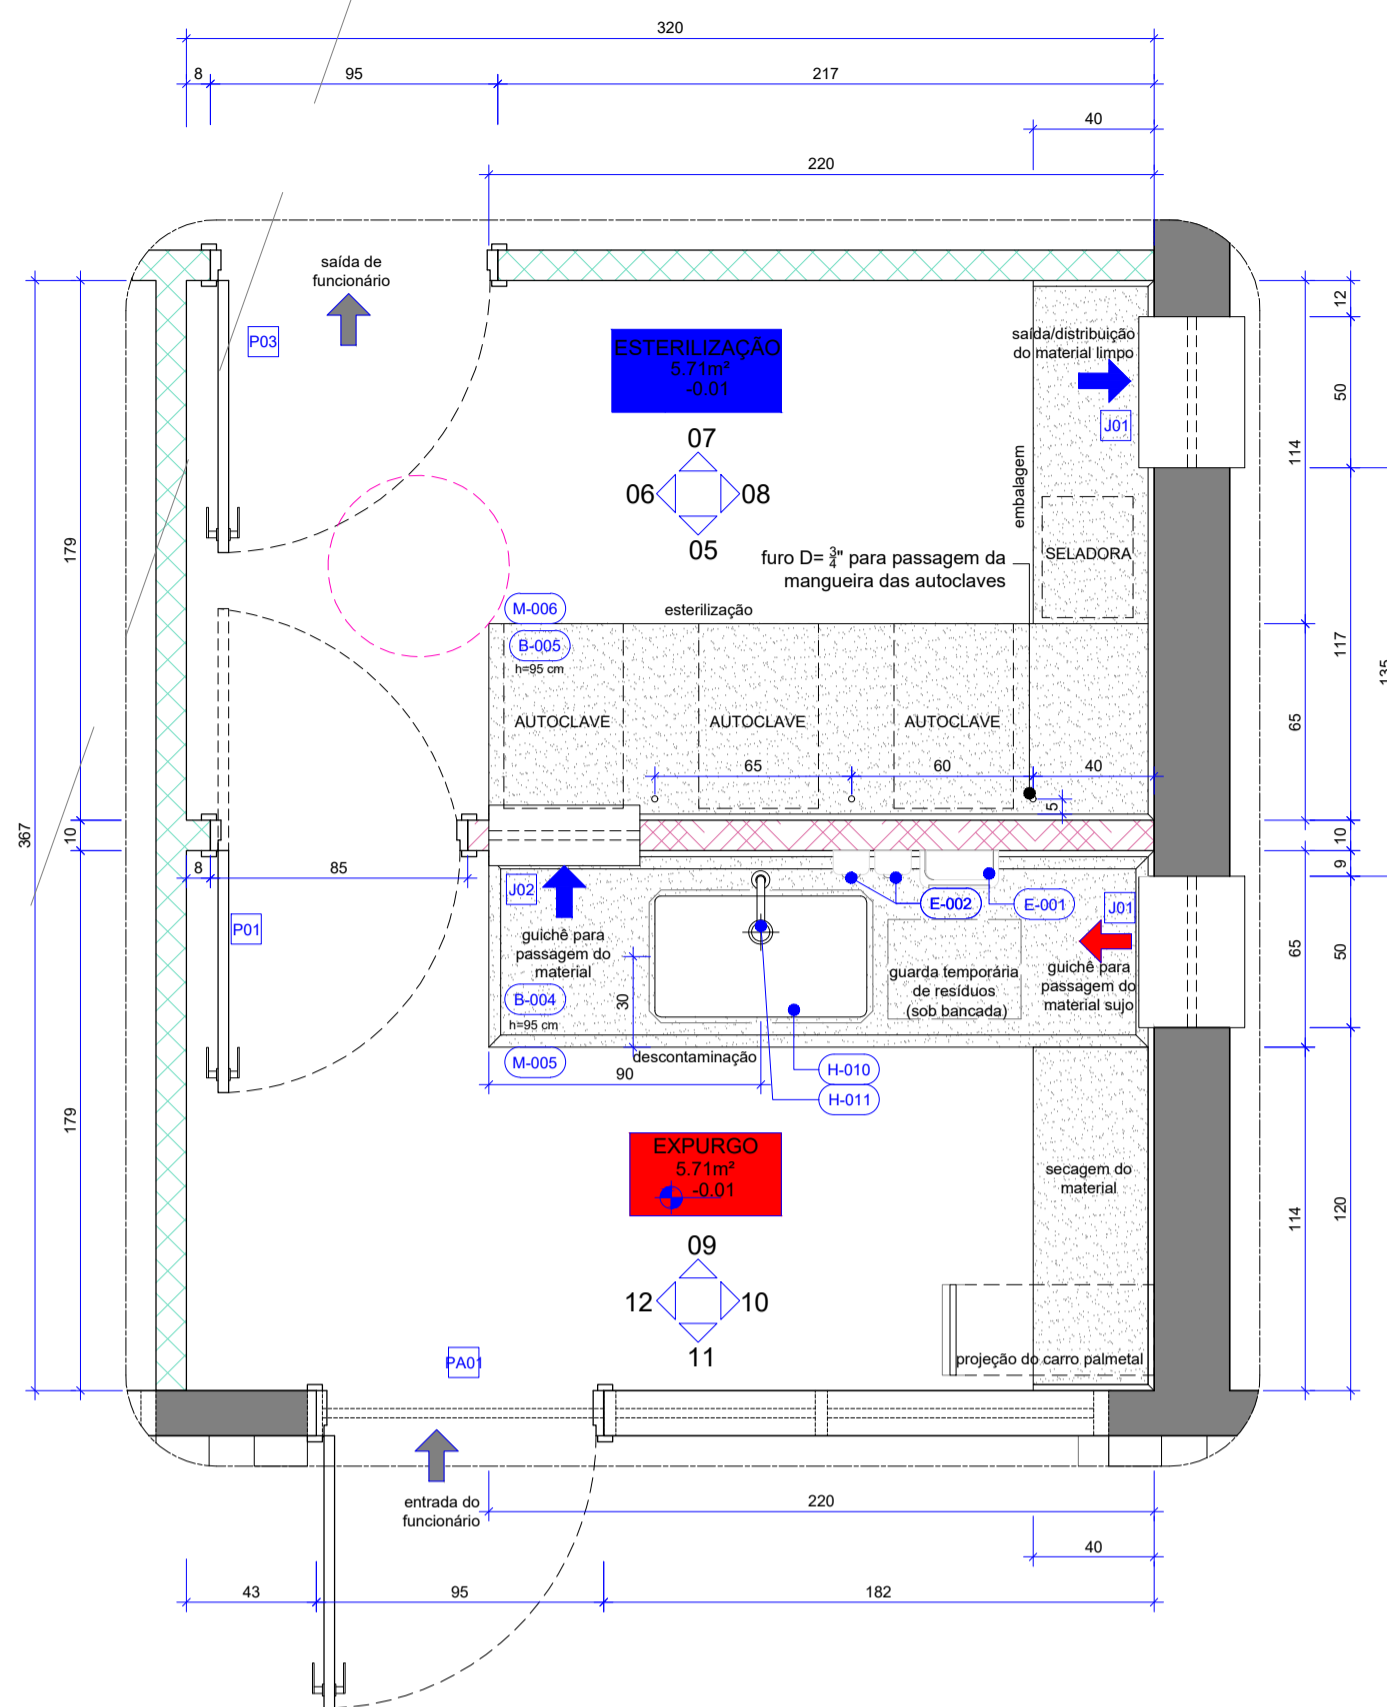 320
8
95
217
40
220
saída de
funcionário
P03
ESTERILIZAÇÃO
5.71m²
-0.01
saída/distribuição
do material limpo
J01
12
50
114
117
135
07
06
08
05
embalagem
SELADORA
furo D= 3/4" para passagem da
mangueira das autoclaves
179
367
M-006
esterilização
B-005
h=95 cm
AUTOCLAVE
AUTOCLAVE
AUTOCLAVE
65
60
40
5
65
10
8
85
10
9
J02
guichê para
passagem do
material
E-002
E-001
J01
P01
guarda temporária
de resíduos
(sob bancada)
guichê para
passagem do
material sujo
65
50
B-004
h=95 cm
30
M-005
descontaminação
90
H-010
H-011
179
EXPURGO
5.71m²
-0.01
secagem do
material
114
120
09
12
10
11
PA01
projeção do carro palmetal
entrada do
funcionário
220
40
43
95
182